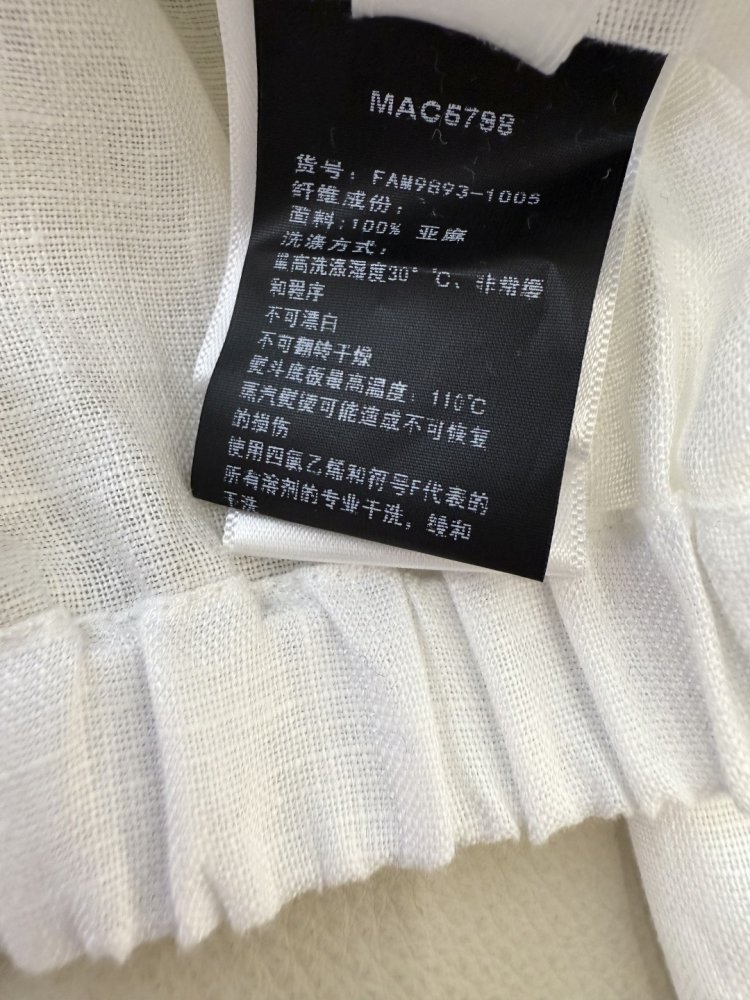 MAC5798
货号：FAM9893-1005
纤维成份：
面料:100% 亚麻
洗涤方式：
最高洗涤温度30° ℃、非常缓
和程序
不可漂白
不可翻转干燥
熨斗底板最高温度：110℃
蒸汽熨烫可能造成不可修复
的损伤
使用四氯乙烯和符号F代表的
所有溶剂的专业干洗，缓和
干洗